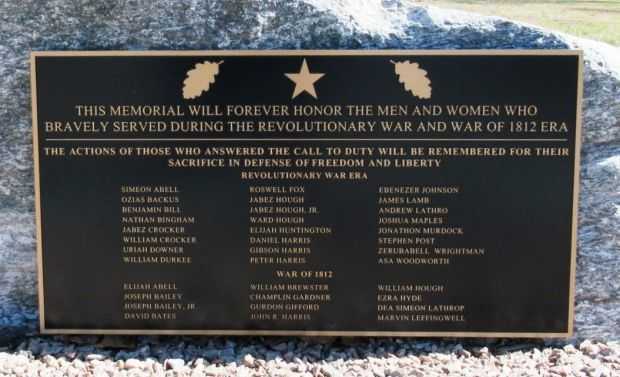 THIS MEMORIAL WILL FOREVER HONOR THE MEN AND WOMEN WHO
BRAVELY SERVED DURING THE REVOLUTIONARY WAR AND WAR OF 1812 ERA
THE ACTIONS OF THOSE WHO ANSWERED THE CALL TO DUTY WILL BE REMEMBERED FOR THEIR
SACRIFICE IN DEFENSE OF FREEDOM AND LIBERTY
REVOLUTIONARY WAR ERA
SIMEON ABELL ROSWELL FOX EBENEZER JOHNSON
OZIAS BACKUS JABEZ HOUGH JAMES LAMB
BENJAMIN BILL JABEZ HOUGH, JR. ANDREW LATHRO
NATHAN BINGHAM WARD HOUGH JOSHUA MAPLES
JABEZ CROCKER ELIJAH HUNTINGTON JONATHON MURDOCK
WILLIAM CROCKER DANIEL HARRIS STEPHEN POST
URIAH DOWNER GIBSON HARRIS ZERUBABELL WRIGHTMAN
WILLIAM DURKEE PETER HARRIS ASA WOODWORTH
WAR OF 1812
ELIJAH ABELL WILLIAM BREWSTER WILLIAM HOUGH
JOSEPH BAILEY CHAMPLIN GARDNER EZRA HYDE
JOSEPH BAILEY, JR. GURDON GIFFORD DEA SIMEON LATHROP
DAVID BATES JOHN R. HARRIS MARVIN LEFFINGWELL